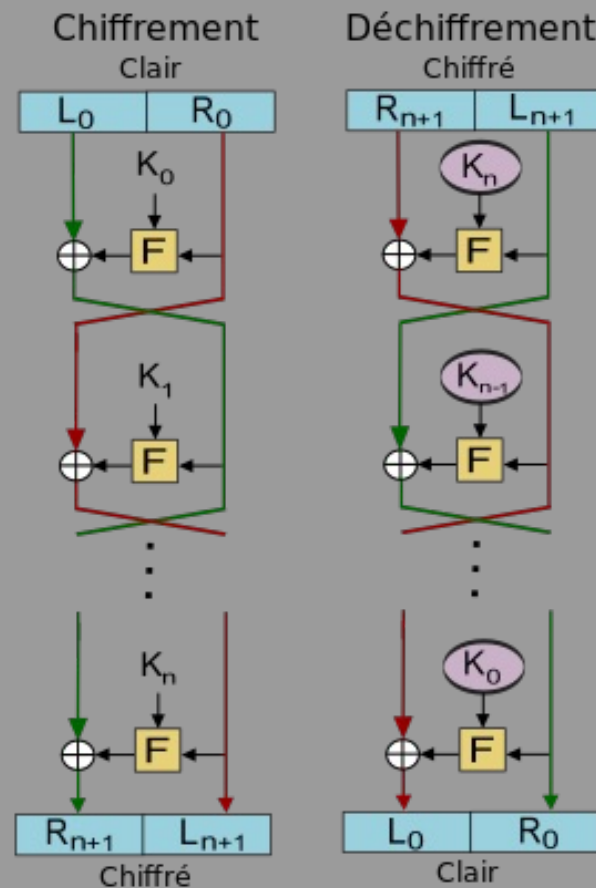 Chiffrement
Clair
L0 R0
K0
F
K1
F
Kn
F
Rn+1 Ln+1
Chiffré
Déchiffrement
Chiffré
Rn+1 Ln+1
Kn
F
Kn-1
F
K0
F
L0 R0
Clair